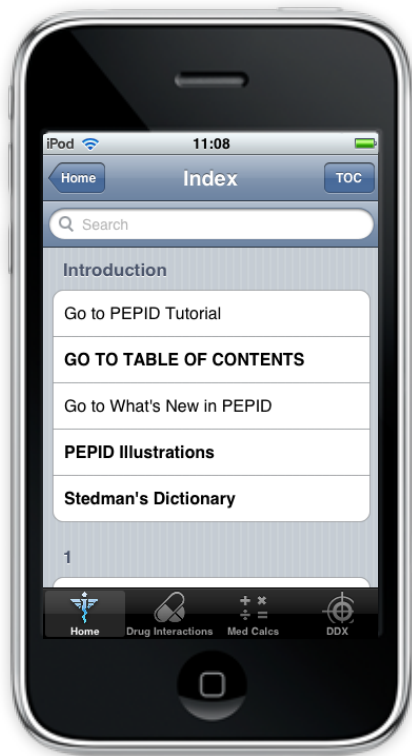 iPod 11:08
Home Index TOC
Search
Introduction
Go to PEPID Tutorial
GO TO TABLE OF CONTENTS
Go to What's New in PEPID
PEPID Illustrations
Stedman's Dictionary
1
Home Drug Interactions Med Calcs DDX